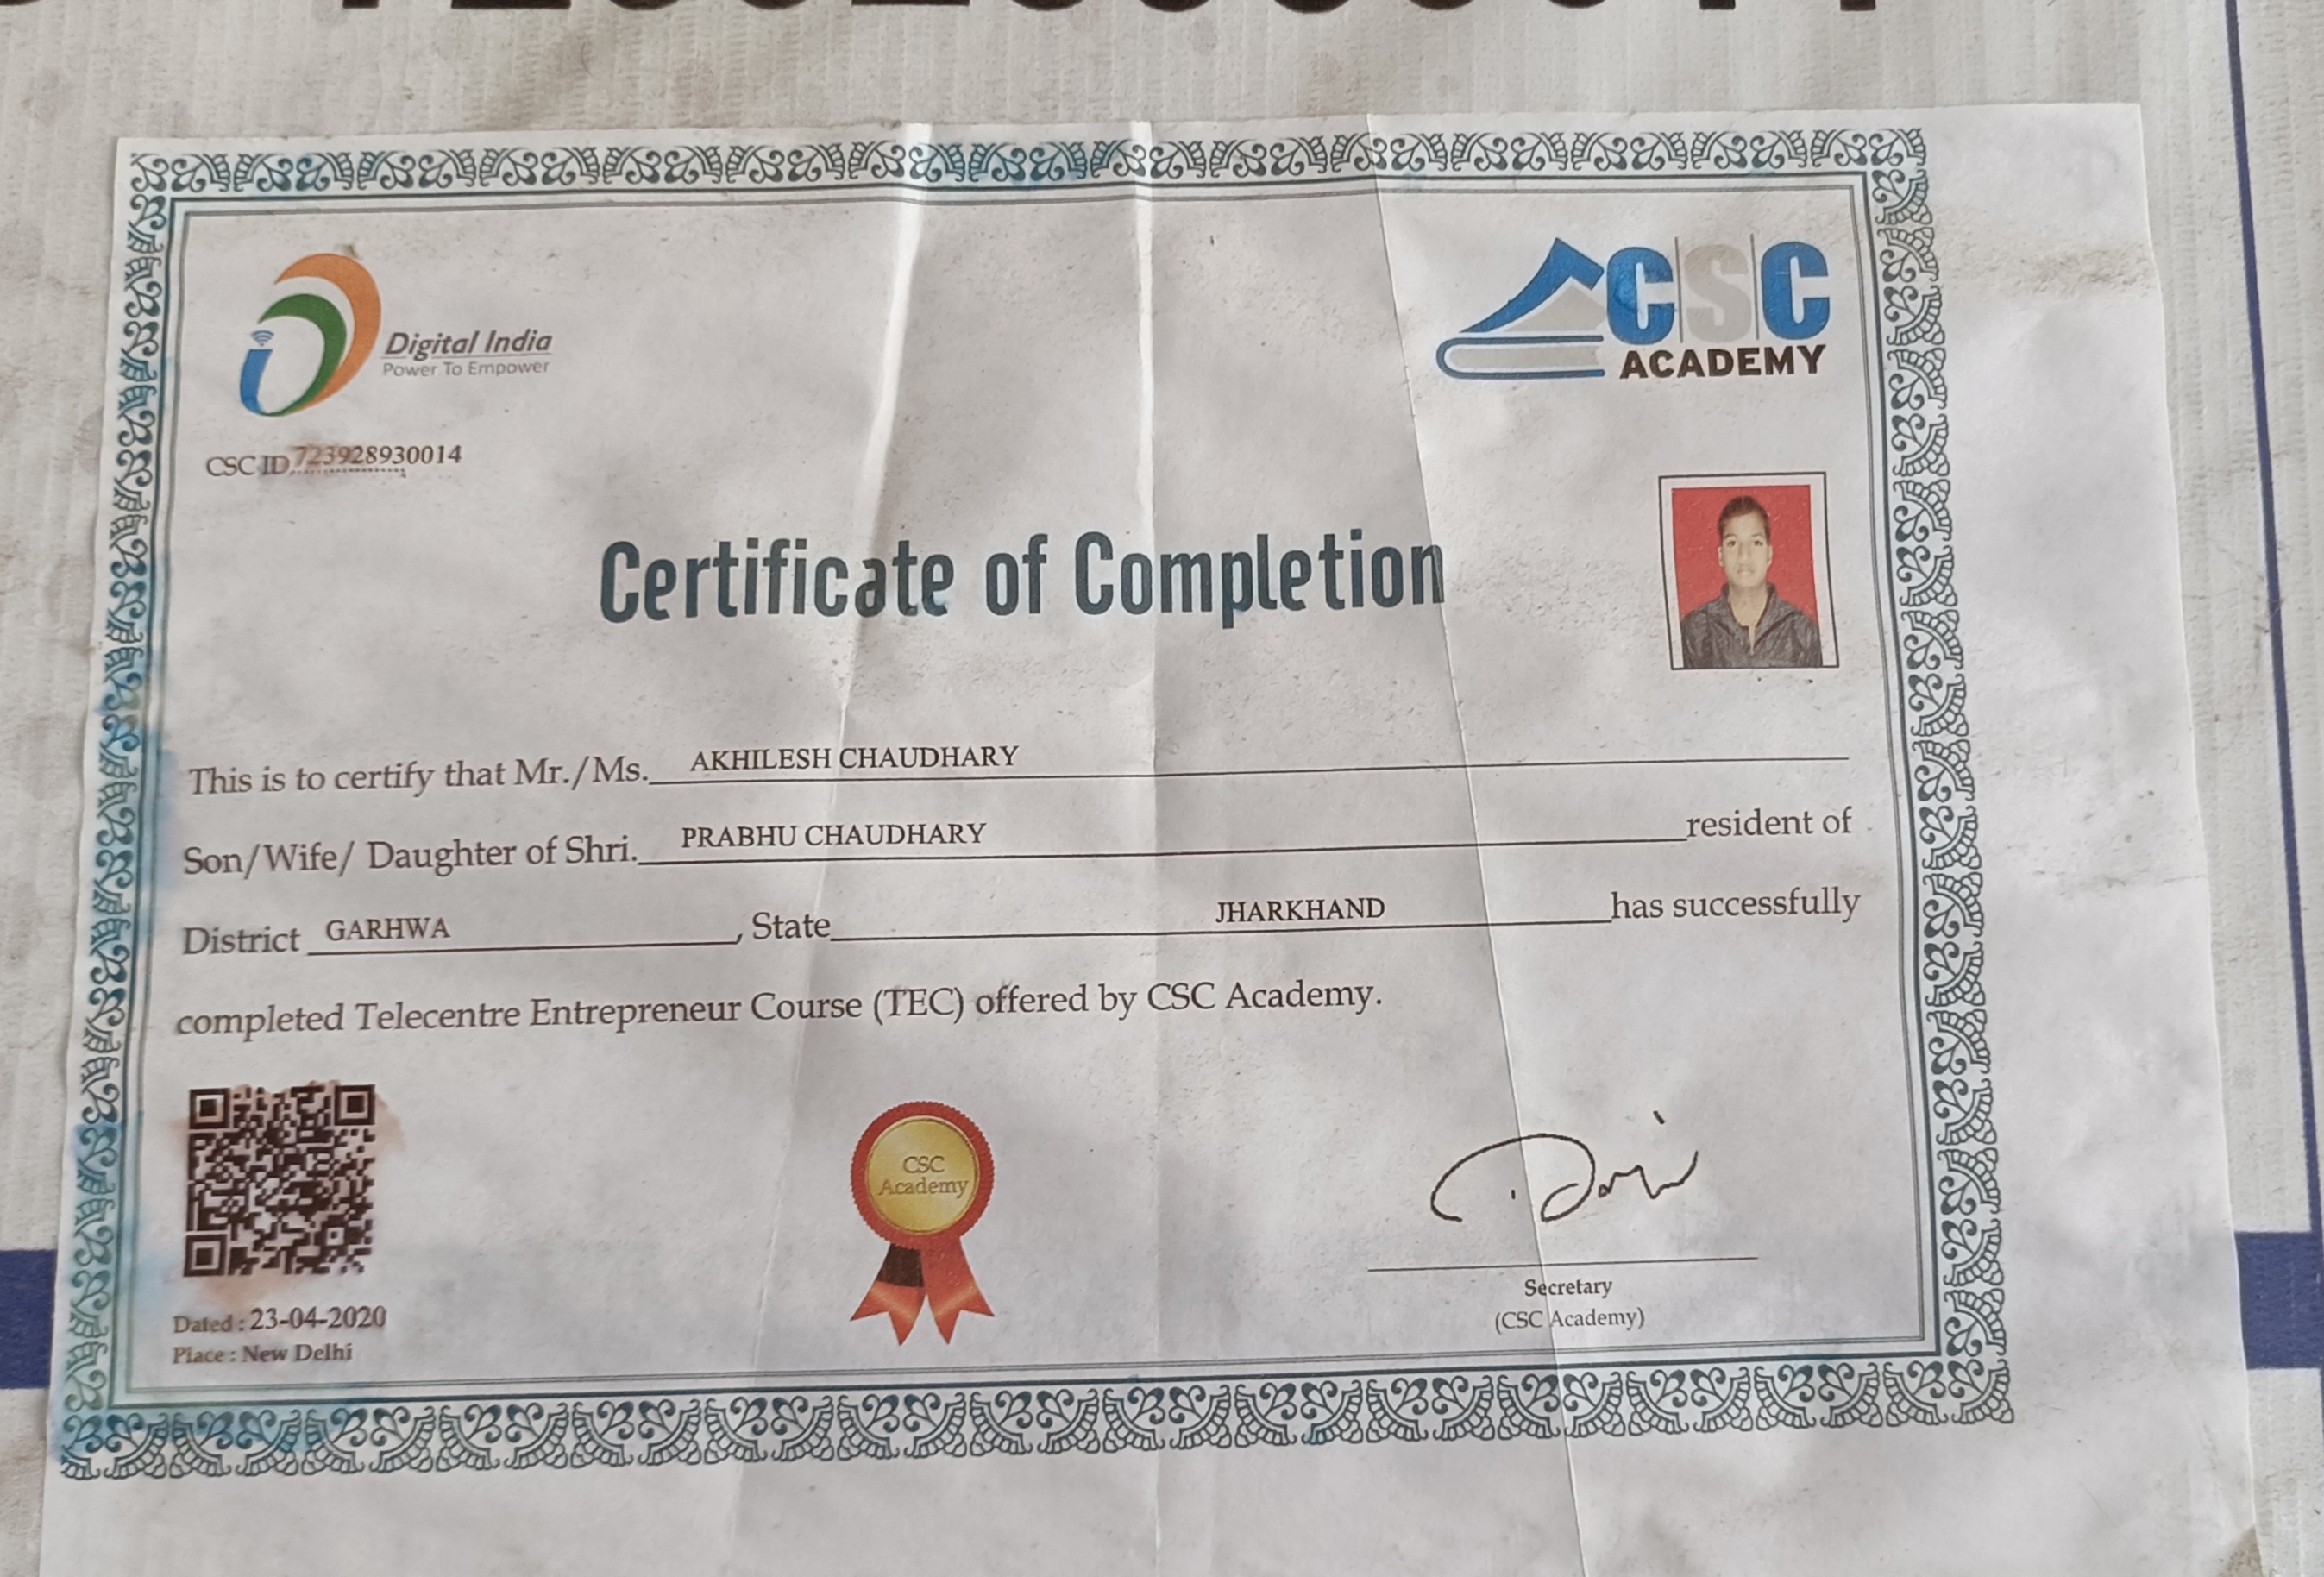 Digital India
Power To Empower
CSC
ACADEMY
CSC ID 723928930014
Certificate of Completion
This is to certify that Mr./Ms. AKHILESH CHAUDHARY
Son/Wife/ Daughter of Shri. PRABHU CHAUDHARY resident of
District GARHWA, State JHARKHAND has successfully
completed Telecentre Entrepreneur Course (TEC) offered by CSC Academy.
CSC
Academy
Secretary
(CSC Academy)
Dated : 23-04-2020
Place : New Delhi